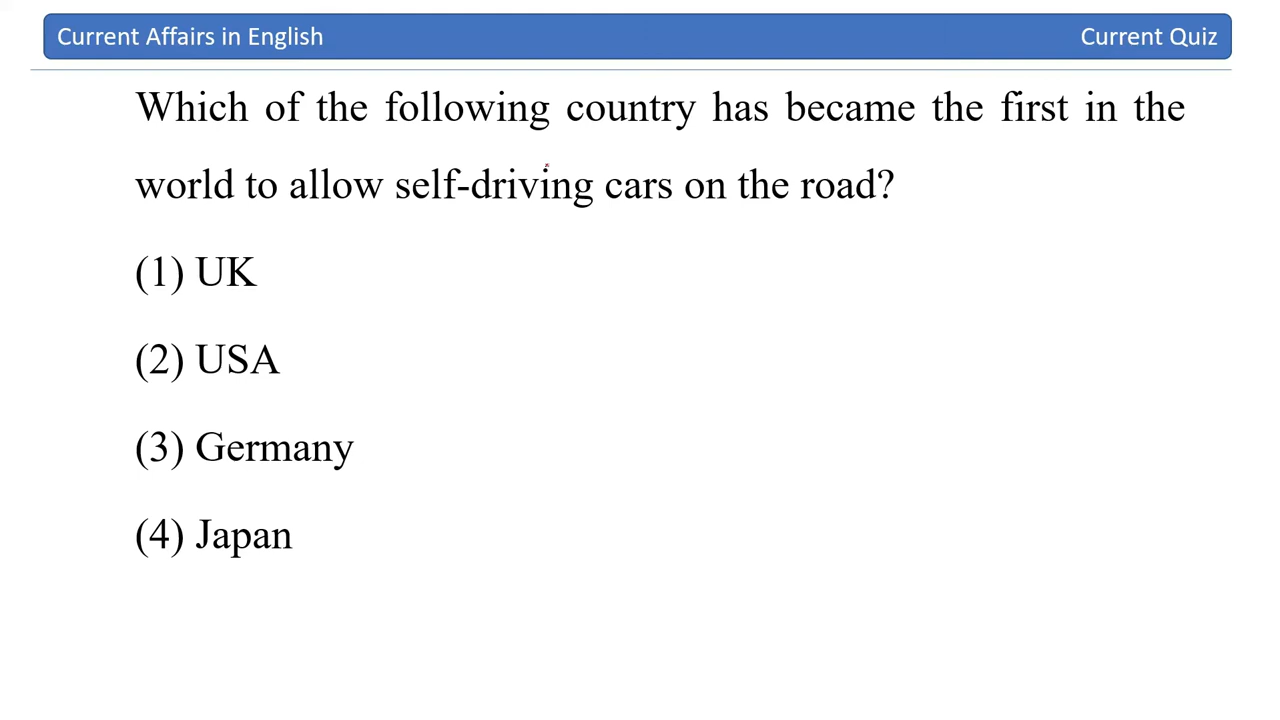 Current Affairs in English
Current Quiz
Which of the following country has became the first in the
world to allow self-driving cars on the road?
(1) UK
(2) USA
(3) Germany
(4) Japan